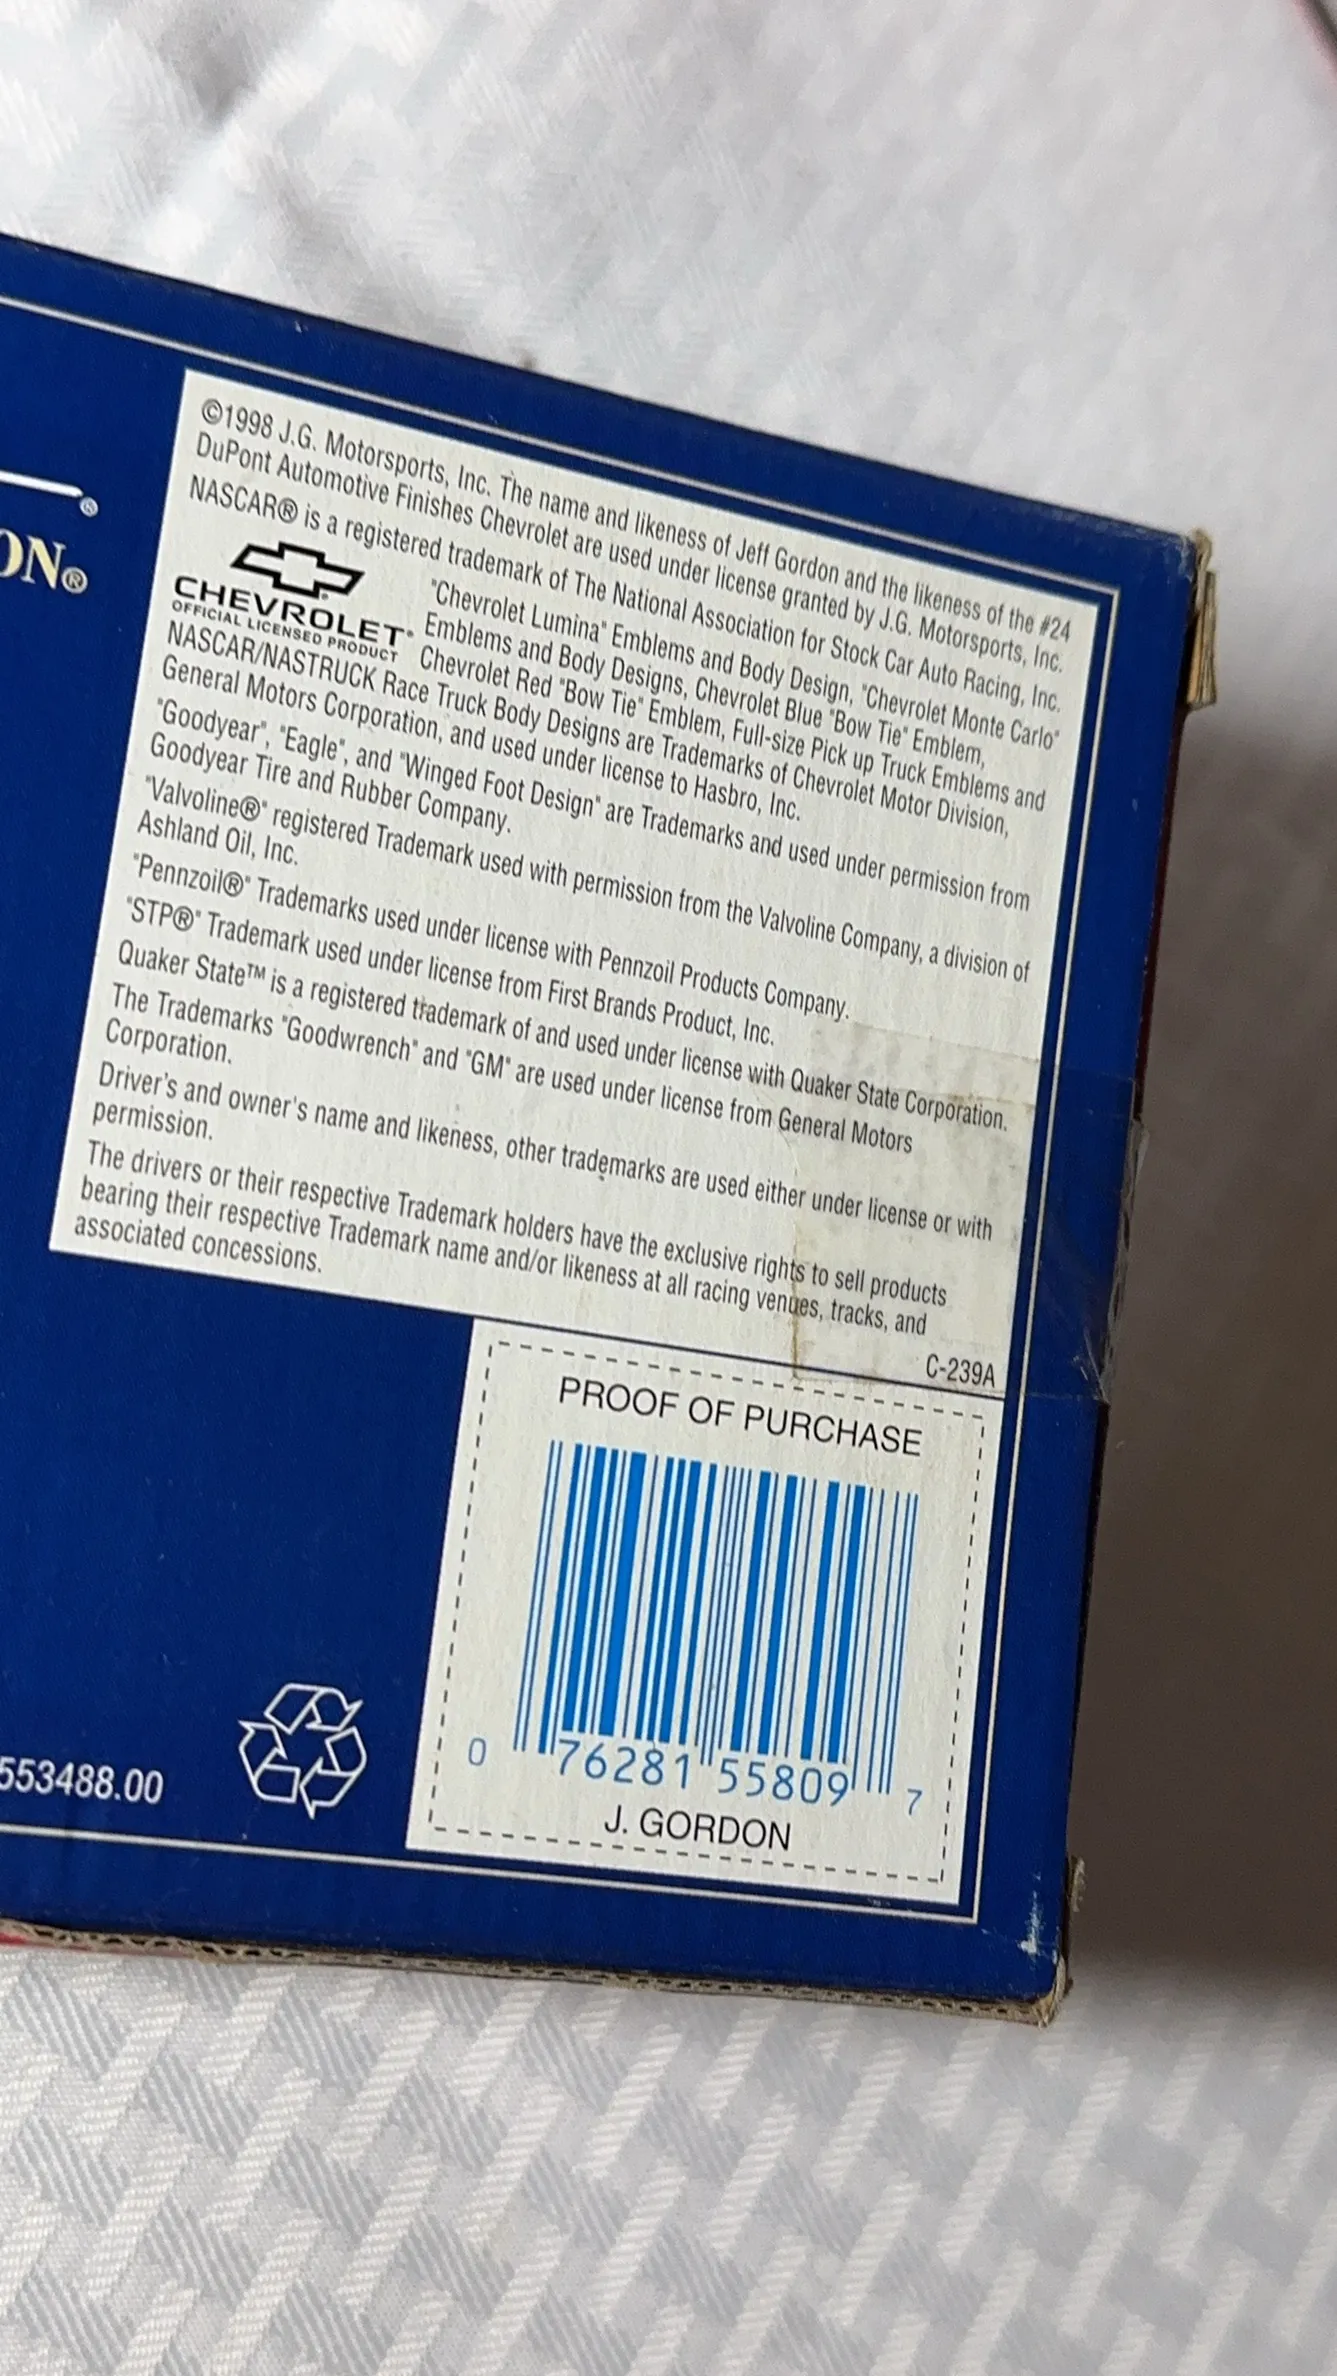 ©1998 J.G. Motorsports, Inc. The name and likeness of Jeff Gordon and the likeness of the #24
DuPont Automotive Finishes Chevrolet are used under license granted by J.G. Motorsports, Inc.
NASCAR® is a registered trademark of The National Association for Stock Car Auto Racing, Inc.
CHEVROLET®
OFFICIAL LICENSED PRODUCT
"Chevrolet Lumina" Emblems and Body Design, "Chevrolet Monte Carlo"
Emblems and Body Designs, Chevrolet Blue "Bow Tie" Emblem,
Chevrolet Red "Bow Tie" Emblem, Full-size Pick up Truck Emblems and
NASCAR/NASTRUCK Race Truck Body Designs are Trademarks of Chevrolet Motor Division,
General Motors Corporation, and used under license to Hasbro, Inc.
"Goodyear", "Eagle", and "Winged Foot Design" are Trademarks and used under permission from
Goodyear Tire and Rubber Company.
"Valvoline®" registered Trademark used with permission from the Valvoline Company, a division of
Ashland Oil, Inc.
"Pennzoil®" Trademarks used under license with Pennzoil Products Company.
"STP®" Trademark used under license from First Brands Product, Inc.
Quaker State™ is a registered trademark of and used under license with Quaker State Corporation.
The Trademarks "Goodwrench" and "GM" are used under license from General Motors
Corporation.
Driver's and owner's name and likeness, other trademarks are used either under license or with
permission.
The drivers or their respective Trademark holders have the exclusive rights to sell products
bearing their respective Trademark name and/or likeness at all racing venues, tracks, and
associated concessions.
C-239A
®
ON®
PROOF OF PURCHASE
0 76281 55809 7
J. GORDON
553488.00